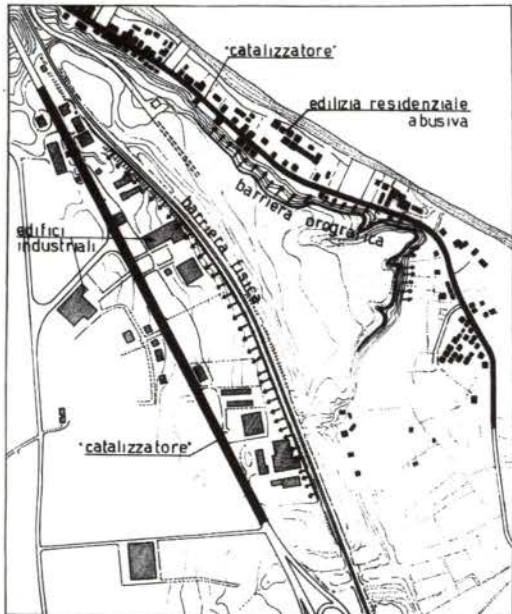 "catalizzatore"
edilizia residenziale
abusiva
barriera orografica
barriera fisica
edifici
industriali
"catalizzatore"